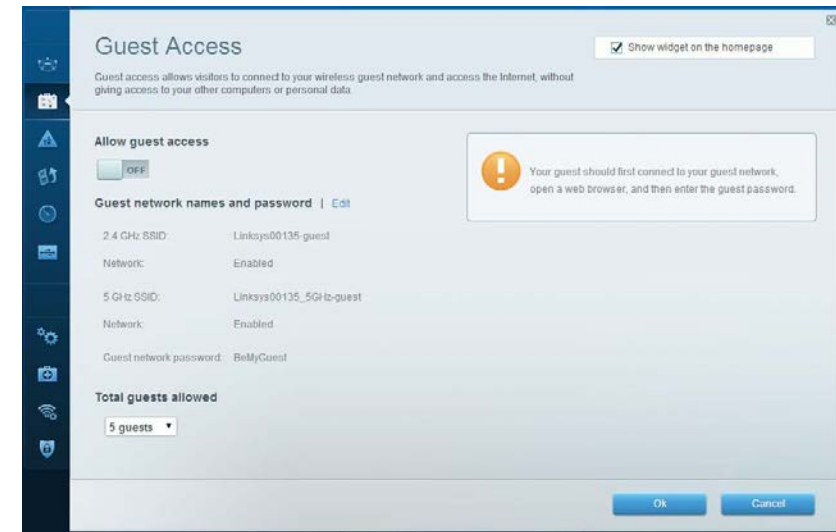 Guest Access
Show widget on the homepage
Guest access allows visitors to connect to your wireless guest network and access the Internet, without
giving access to your other computers or personal data.
Allow guest access
OFF
Your guest should first connect to your guest network,
open a web browser, and then enter the guest password.
Guest network names and password | Edit
2.4 GHz SSID: Linksys00135-guest
Network: Enabled
5 GHz SSID: Linksys00135_5GHz-guest
Network: Enabled
Guest network password: BeMyGuest
Total guests allowed
5 guests
Ok Cancel